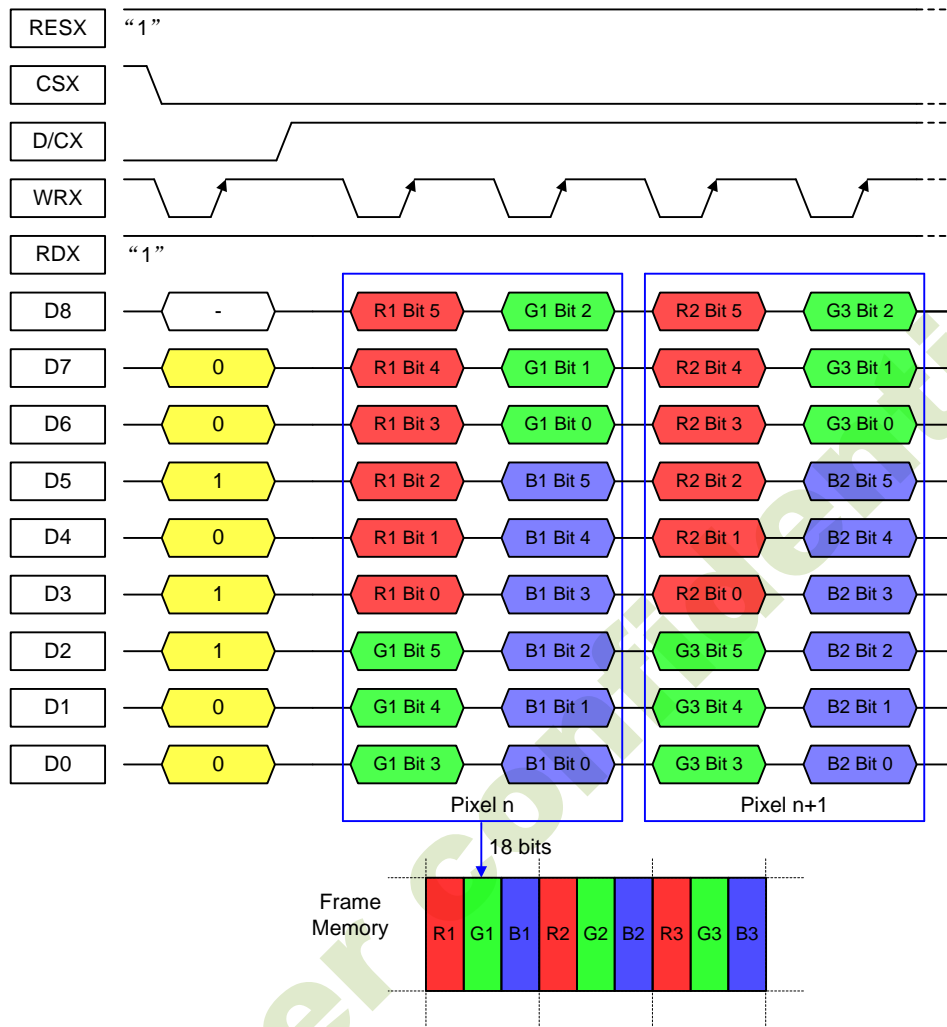 RESX "1"
CSX
D/CX
WRX
RDX "1"
D8 - R1 Bit 5 G1 Bit 2 R2 Bit 5 G3 Bit 2
D7 0 R1 Bit 4 G1 Bit 1 R2 Bit 4 G3 Bit 1
D6 0 R1 Bit 3 G1 Bit 0 R2 Bit 3 G3 Bit 0
D5 1 R1 Bit 2 B1 Bit 5 R2 Bit 2 B2 Bit 5
D4 0 R1 Bit 1 B1 Bit 4 R2 Bit 1 B2 Bit 4
D3 1 R1 Bit 0 B1 Bit 3 R2 Bit 0 B2 Bit 3
D2 1 G1 Bit 5 B1 Bit 2 G3 Bit 5 B2 Bit 2
D1 0 G1 Bit 4 B1 Bit 1 G3 Bit 4 B2 Bit 1
D0 0 G1 Bit 3 B1 Bit 0 G3 Bit 3 B2 Bit 0
Pixel n Pixel n+1
18 bits
Frame
Memory
R1 G1 B1 R2 G2 B2 R3 G3 B3